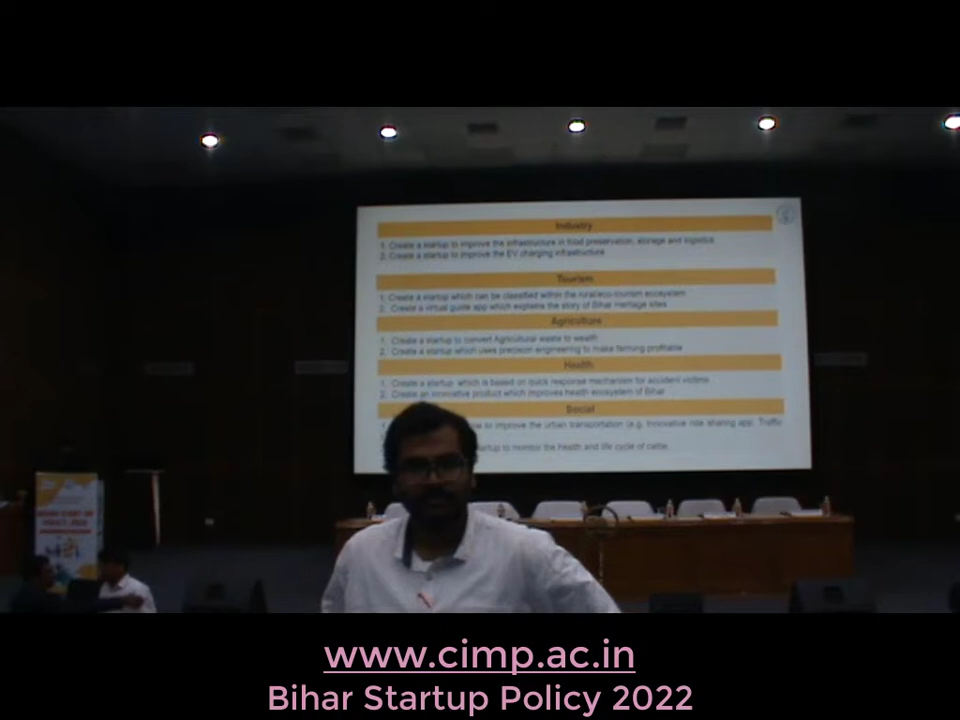 Industry
1. Create a startup to improve the infrastructure in food preservation, storage and logistics
2. Create a startup to improve the EV charging infrastructure
Tourism
1. Create a startup which can be classified within the rural/eco-tourism ecosystem
2. Create a virtual guide app which explains the story of Bihar heritage sites
Agriculture
1. Create a startup to convert Agricultural waste to wealth
2. Create a startup which uses precision engineering to make farming profitable
Health
1. Create a startup which is based on quick response mechanism for accident victims
2. Create an innovative product which improves health ecosystem of Bihar
Social
to improve the urban transportation (e.g. Innovative ride sharing app, Traffic
startup to monitor the health and life cycle of cattle.
BIHAR START UP
POLICY, 2022
www.cimp.ac.in
Bihar Startup Policy 2022